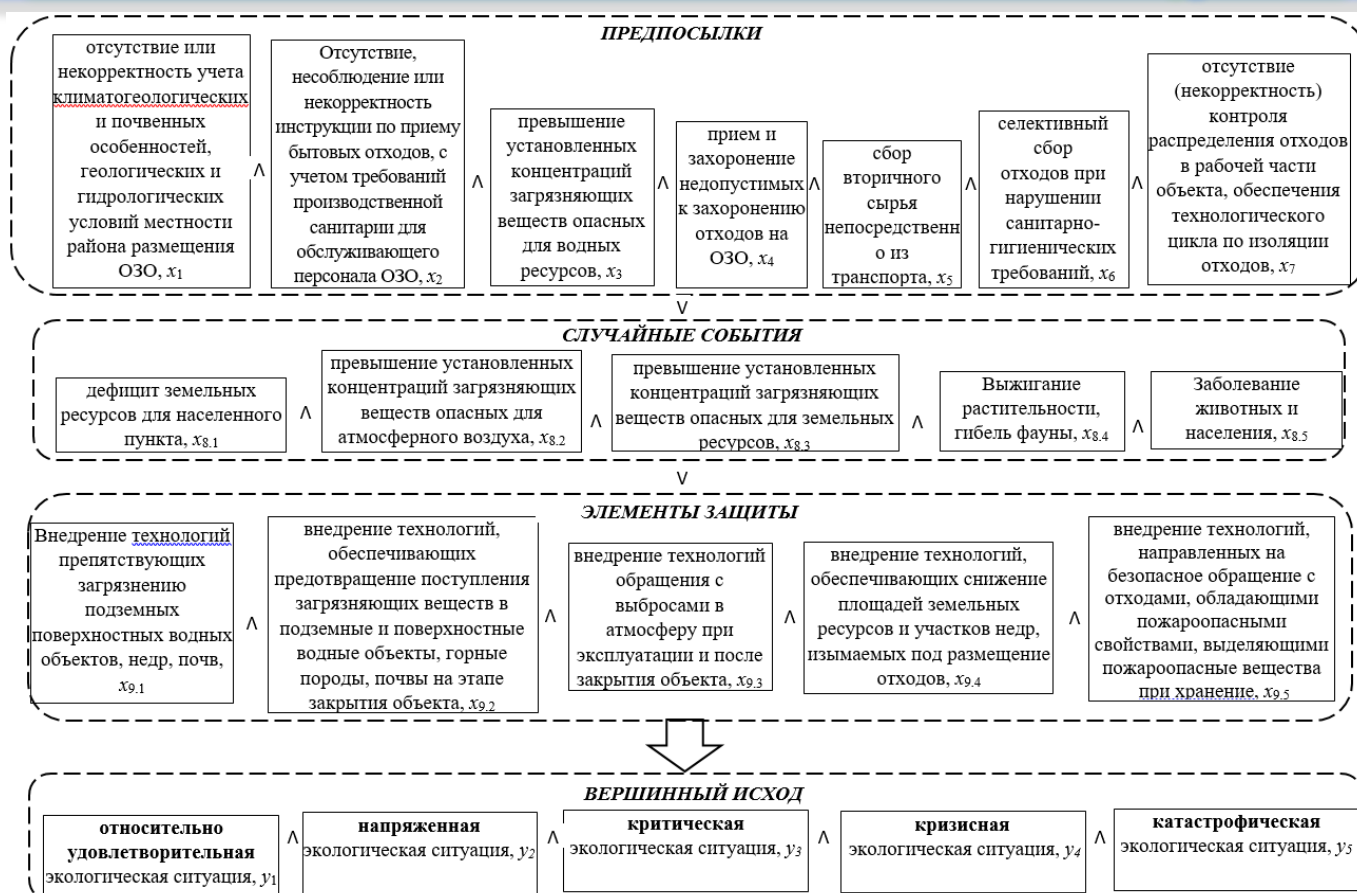 ПРЕДПОСЫЛКИ
отсутствие или
некорректность учета
климатогеологических
и почвенных
особенностей,
геологических и
гидрологических
условий местности
района размещения
ОЗО, x1
Λ
Отсутствие,
несоблюдение или
некорректность
инструкции по приему
бытовых отходов, с
учетом требований
производственной
санитарии для
обслуживающего
персонала ОЗО, x2
Λ
превышение
установленных
концентраций
загрязняющих
веществ опасных
для водных
ресурсов, x3
Λ
прием и
захоронение
недопустимых
к захоронению
отходов на
ОЗО, x4
Λ
сбор
вторичного
сырья
непосредственн
о из
транспорта, x5
Λ
селективный
сбор
отходов при
нарушении
санитарно-
гигиенических
требований, x6
Λ
отсутствие
(некорректность)
контроля
распределения отходов
в рабочей части
объекта, обеспечения
технологического
цикла по изоляции
отходов, x7
V
СЛУЧАЙНЫЕ СОБЫТИЯ
дефицит земельных
ресурсов для населенного
пункта, x8.1
Λ
превышение установленных
концентраций загрязняющих
веществ опасных для
атмосферного воздуха, x8.2
Λ
превышение установленных
концентраций загрязняющих
веществ опасных для земельных
ресурсов, x8.3
Λ
Выжигание
растительности,
гибель фауны, x8.4
Λ
Заболевание
животных и
населения, x8.5
V
ЭЛЕМЕНТЫ ЗАЩИТЫ
Внедрение технологий
препятствующих
загрязнению
подземных
поверхностных водных
объектов, недр, почв,
x9.1
Λ
внедрение технологий,
обеспечивающих
предотвращение поступления
загрязняющих веществ в
подземные и поверхностные
водные объекты, горные
породы, почвы на этапе
закрытия объекта, x9.2
Λ
внедрение технологий
обращения с
выбросами в
атмосферу при
эксплуатации и после
закрытия объекта, x9.3
Λ
внедрение технологий,
обеспечивающих снижение
площадей земельных
ресурсов и участков недр,
изымаемых под размещение
отходов, x9.4
Λ
внедрение технологий,
направленных на
безопасное обращение с
отходами, обладающими
пожароопасными
свойствами, выделяющими
пожароопасные вещества
при хранение, x9.5
ВЕРШИННЫЙ ИСХОД
относительно
удовлетворительная
экологическая ситуация, y1
Λ
напряженная
экологическая ситуация, y2
Λ
критическая
экологическая ситуация, y3
Λ
кризисная
экологическая ситуация, y4
Λ
катастрофическая
экологическая ситуация, y5